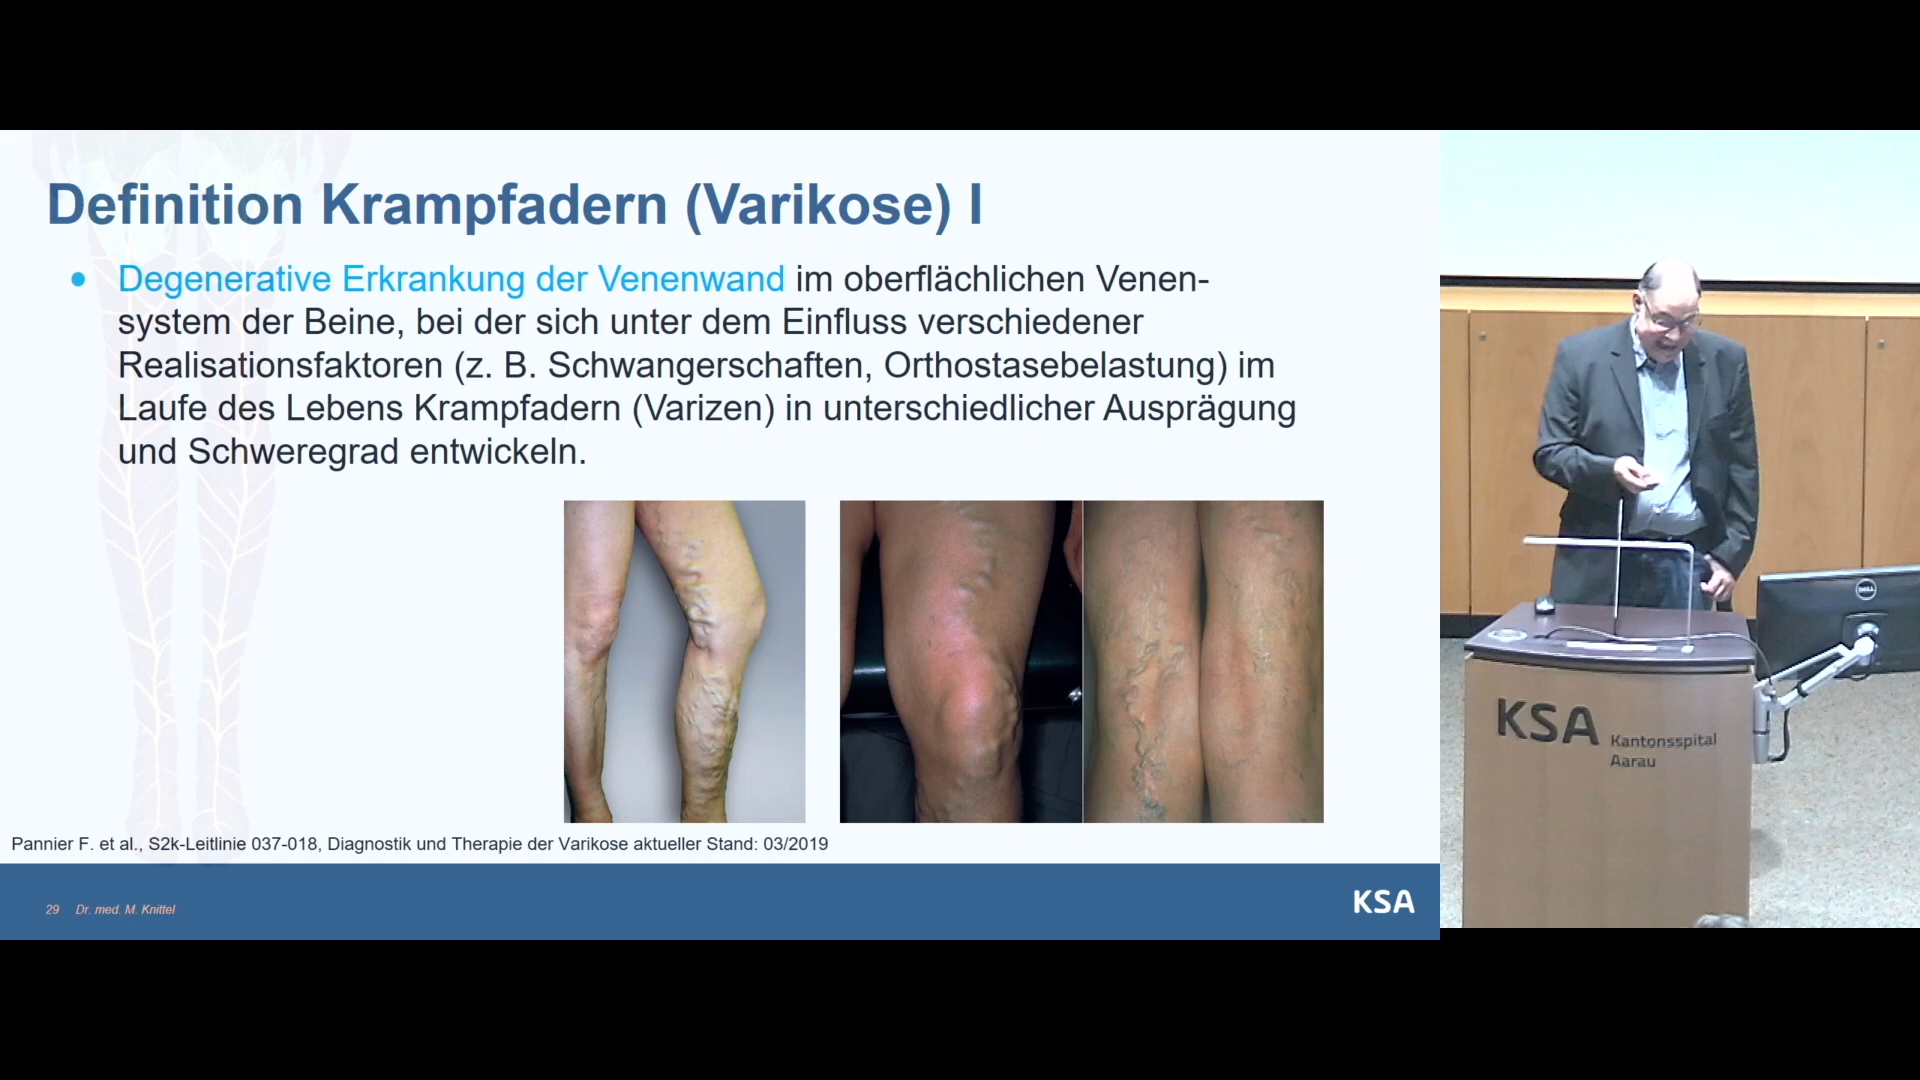 Definition Krampfadern (Varikose) I
• Degenerative Erkrankung der Venenwand im oberflächlichen Venen-
system der Beine, bei der sich unter dem Einfluss verschiedener
Realisationsfaktoren (z. B. Schwangerschaften, Orthostasebelastung) im
Laufe des Lebens Krampfadern (Varizen) in unterschiedlicher Ausprägung
und Schweregrad entwickeln.
Pannier F. et al., S2k-Leitlinie 037-018, Diagnostik und Therapie der Varikose aktueller Stand: 03/2019
29 Dr. med. M. Knittel
KSA
DELL
KSA Kantonsspital
Aarau